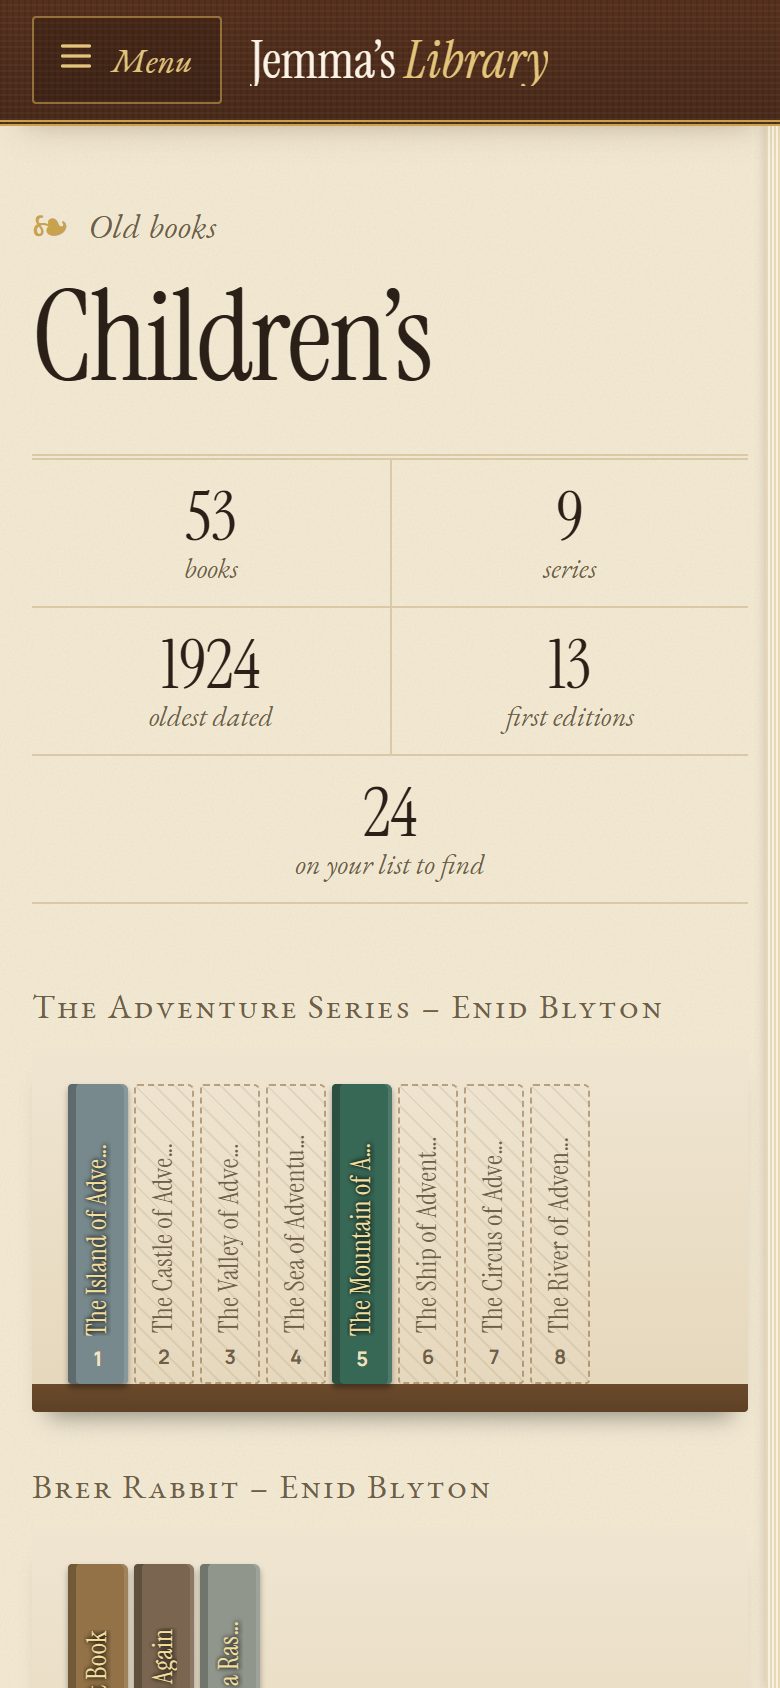 Menu
Jemma's Library
Old books
Children's
53
books
9
series
1924
oldest dated
13
first editions
24
on your list to find
The Adventure Series – Enid Blyton
The Island of Adve...
1
The Castle of Adve...
2
The Valley of Adve...
3
The Sea of Adventu...
4
The Mountain of A...
5
The Ship of Advent...
6
The Circus of Adve...
7
The River of Adven...
8
Brer Rabbit – Enid Blyton
Book
Again
a Ras...